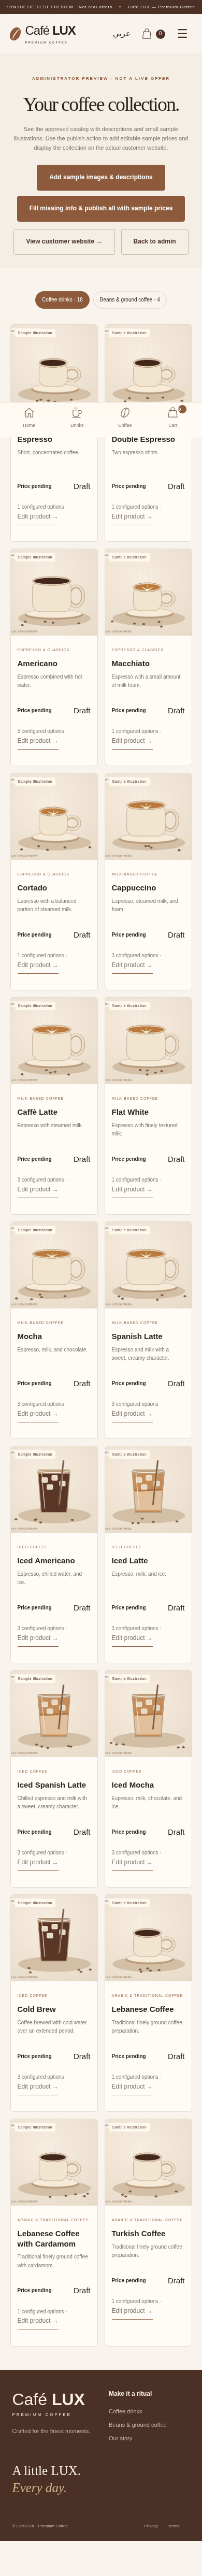 SYNTHETIC TEST PREVIEW · Not real offers
Café LUX — Premium Coffee
Café LUX
PREMIUM COFFEE
عربي
0
ADMINISTRATOR PREVIEW · NOT A LIVE OFFER
Your coffee collection.
See the approved catalog with descriptions and small sample
illustrations. Use the publish action to add editable sample prices and
display the collection on the actual customer website.
Add sample images & descriptions
Fill missing info & publish all with sample prices
View customer website →
Back to admin
Coffee drinks · 18
Beans & ground coffee · 4
Sample illustration
Sample illustration
Home
Drinks
Coffee
Cart
Espresso
Short, concentrated coffee.
Price pending
Draft
1 configured options ·
Edit product →
Double Espresso
Two espresso shots.
Price pending
Draft
1 configured options ·
Edit product →
Sample illustration
ESPRESSO & CLASSICS
Americano
Espresso combined with hot
water.
Price pending
Draft
3 configured options ·
Edit product →
Sample illustration
ESPRESSO & CLASSICS
Macchiato
Espresso with a small amount
of milk foam.
Price pending
Draft
1 configured options ·
Edit product →
Sample illustration
ESPRESSO & CLASSICS
Cortado
Espresso with a balanced
portion of steamed milk.
Price pending
Draft
1 configured options ·
Edit product →
Sample illustration
MILK-BASED COFFEE
Cappuccino
Espresso, steamed milk, and
foam.
Price pending
Draft
3 configured options ·
Edit product →
Sample illustration
MILK-BASED COFFEE
Caffè Latte
Espresso with steamed milk.
Price pending
Draft
3 configured options ·
Edit product →
Sample illustration
MILK-BASED COFFEE
Flat White
Espresso with finely textured
milk.
Price pending
Draft
1 configured options ·
Edit product →
Sample illustration
MILK-BASED COFFEE
Mocha
Espresso, milk, and chocolate.
Price pending
Draft
3 configured options ·
Edit product →
Sample illustration
MILK-BASED COFFEE
Spanish Latte
Espresso and milk with a
sweet, creamy character.
Price pending
Draft
3 configured options ·
Edit product →
Sample illustration
ICED COFFEE
Iced Americano
Espresso, chilled water, and
ice.
Price pending
Draft
3 configured options ·
Edit product →
Sample illustration
ICED COFFEE
Iced Latte
Espresso, milk, and ice.
Price pending
Draft
3 configured options ·
Edit product →
Sample illustration
ICED COFFEE
Iced Spanish Latte
Chilled espresso and milk with
a sweet, creamy character.
Price pending
Draft
3 configured options ·
Edit product →
Sample illustration
ICED COFFEE
Iced Mocha
Espresso, milk, chocolate, and
ice.
Price pending
Draft
3 configured options ·
Edit product →
Sample illustration
ICED COFFEE
Cold Brew
Coffee brewed with cold water
over an extended period.
Price pending
Draft
3 configured options ·
Edit product →
Sample illustration
ARABIC & TRADITIONAL COFFEE
Lebanese Coffee
Traditional finely ground coffee
preparation.
Price pending
Draft
1 configured options ·
Edit product →
Sample illustration
ARABIC & TRADITIONAL COFFEE
Lebanese Coffee
with Cardamom
Traditional finely ground coffee
with cardamom.
Price pending
Draft
1 configured options ·
Edit product →
Sample illustration
ARABIC & TRADITIONAL COFFEE
Turkish Coffee
Traditional finely ground coffee
preparation.
Price pending
Draft
1 configured options ·
Edit product →
Café LUX
PREMIUM COFFEE
Crafted for the finest moments.
Make it a ritual
Coffee drinks
Beans & ground coffee
Our story
A little LUX.
Every day.
© Café LUX · Premium Coffee
Privacy
Terms